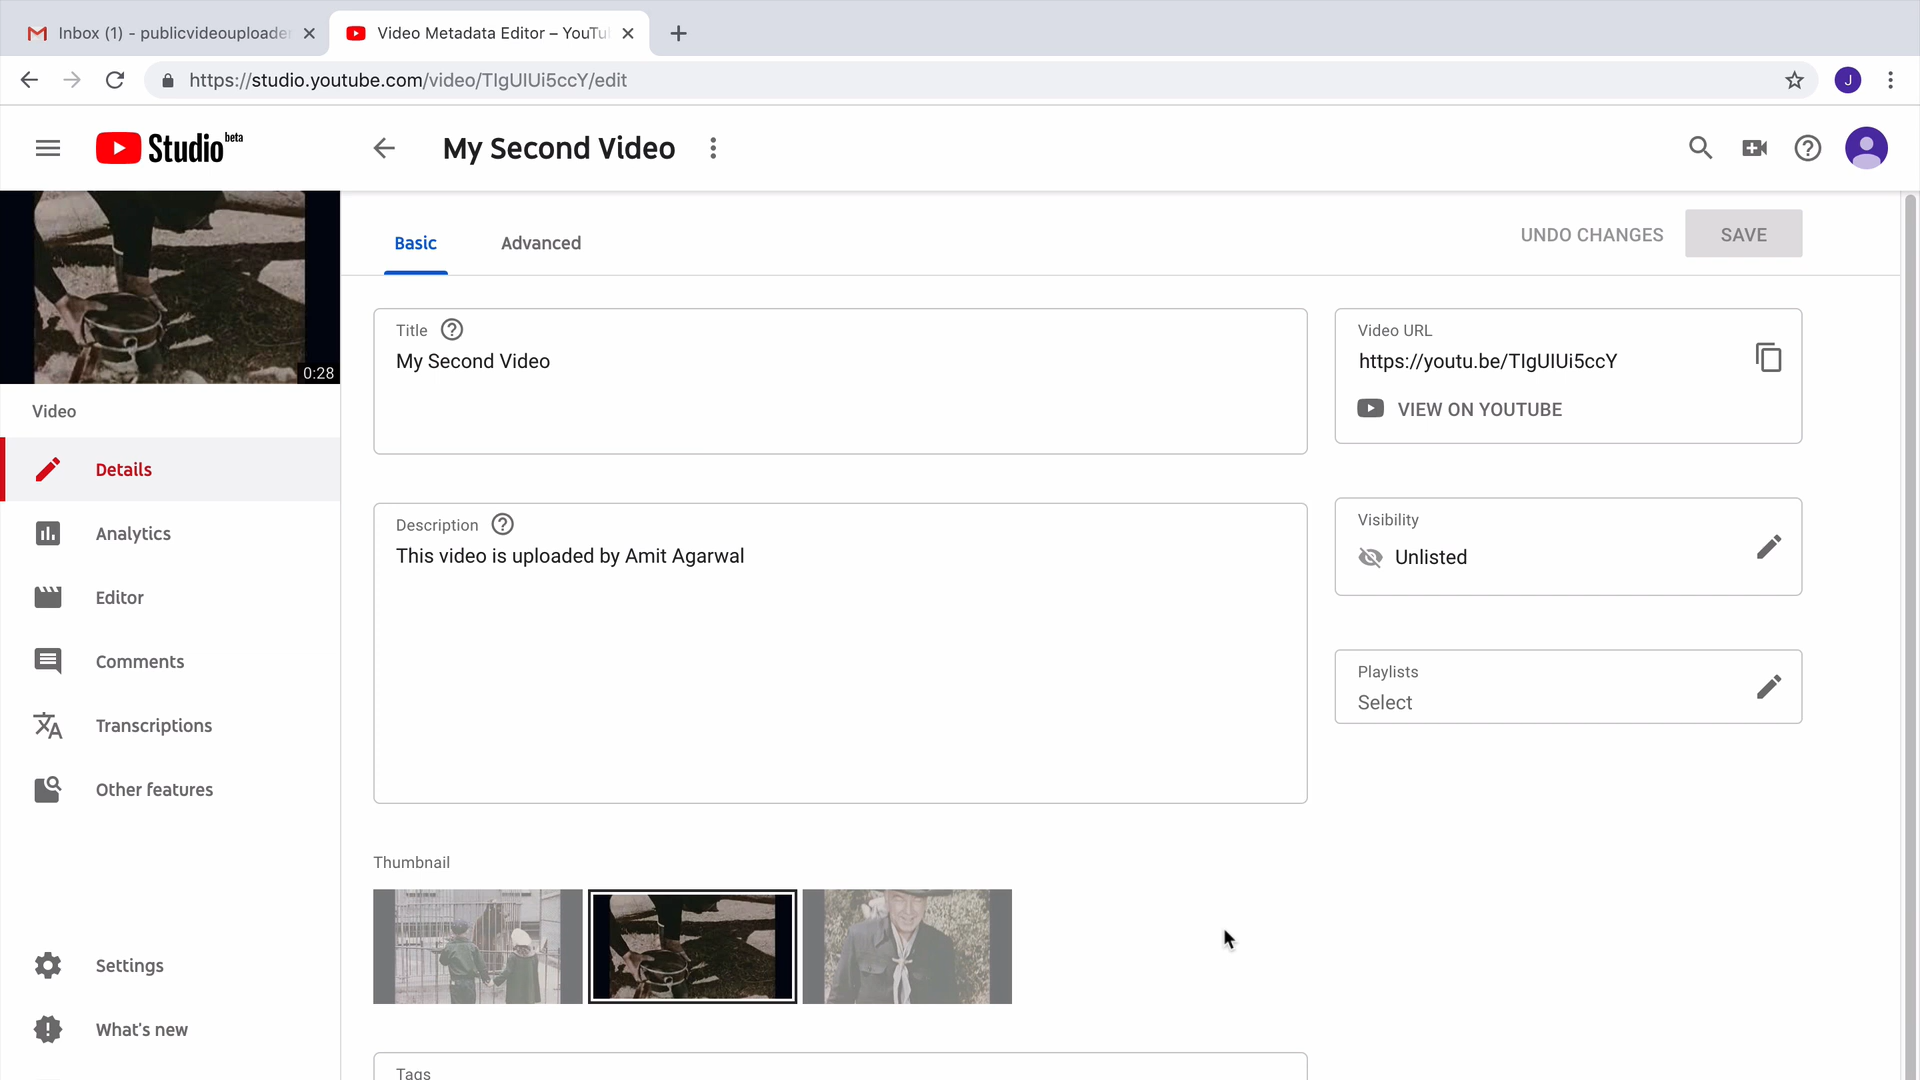 Inbox (1) - publicvideouploader
Video Metadata Editor – YouTu
https://studio.youtube.com/video/TIgUIUi5ccY/edit
J
Studio beta
My Second Video
0:28
Basic
Advanced
UNDO CHANGES
SAVE
Title
My Second Video
Video URL
https://youtu.be/TIgUIUi5ccY
VIEW ON YOUTUBE
Video
Details
Analytics
Editor
Comments
Transcriptions
Other features
Settings
What's new
Description
This video is uploaded by Amit Agarwal
Visibility
Unlisted
Playlists
Select
Thumbnail
Tags